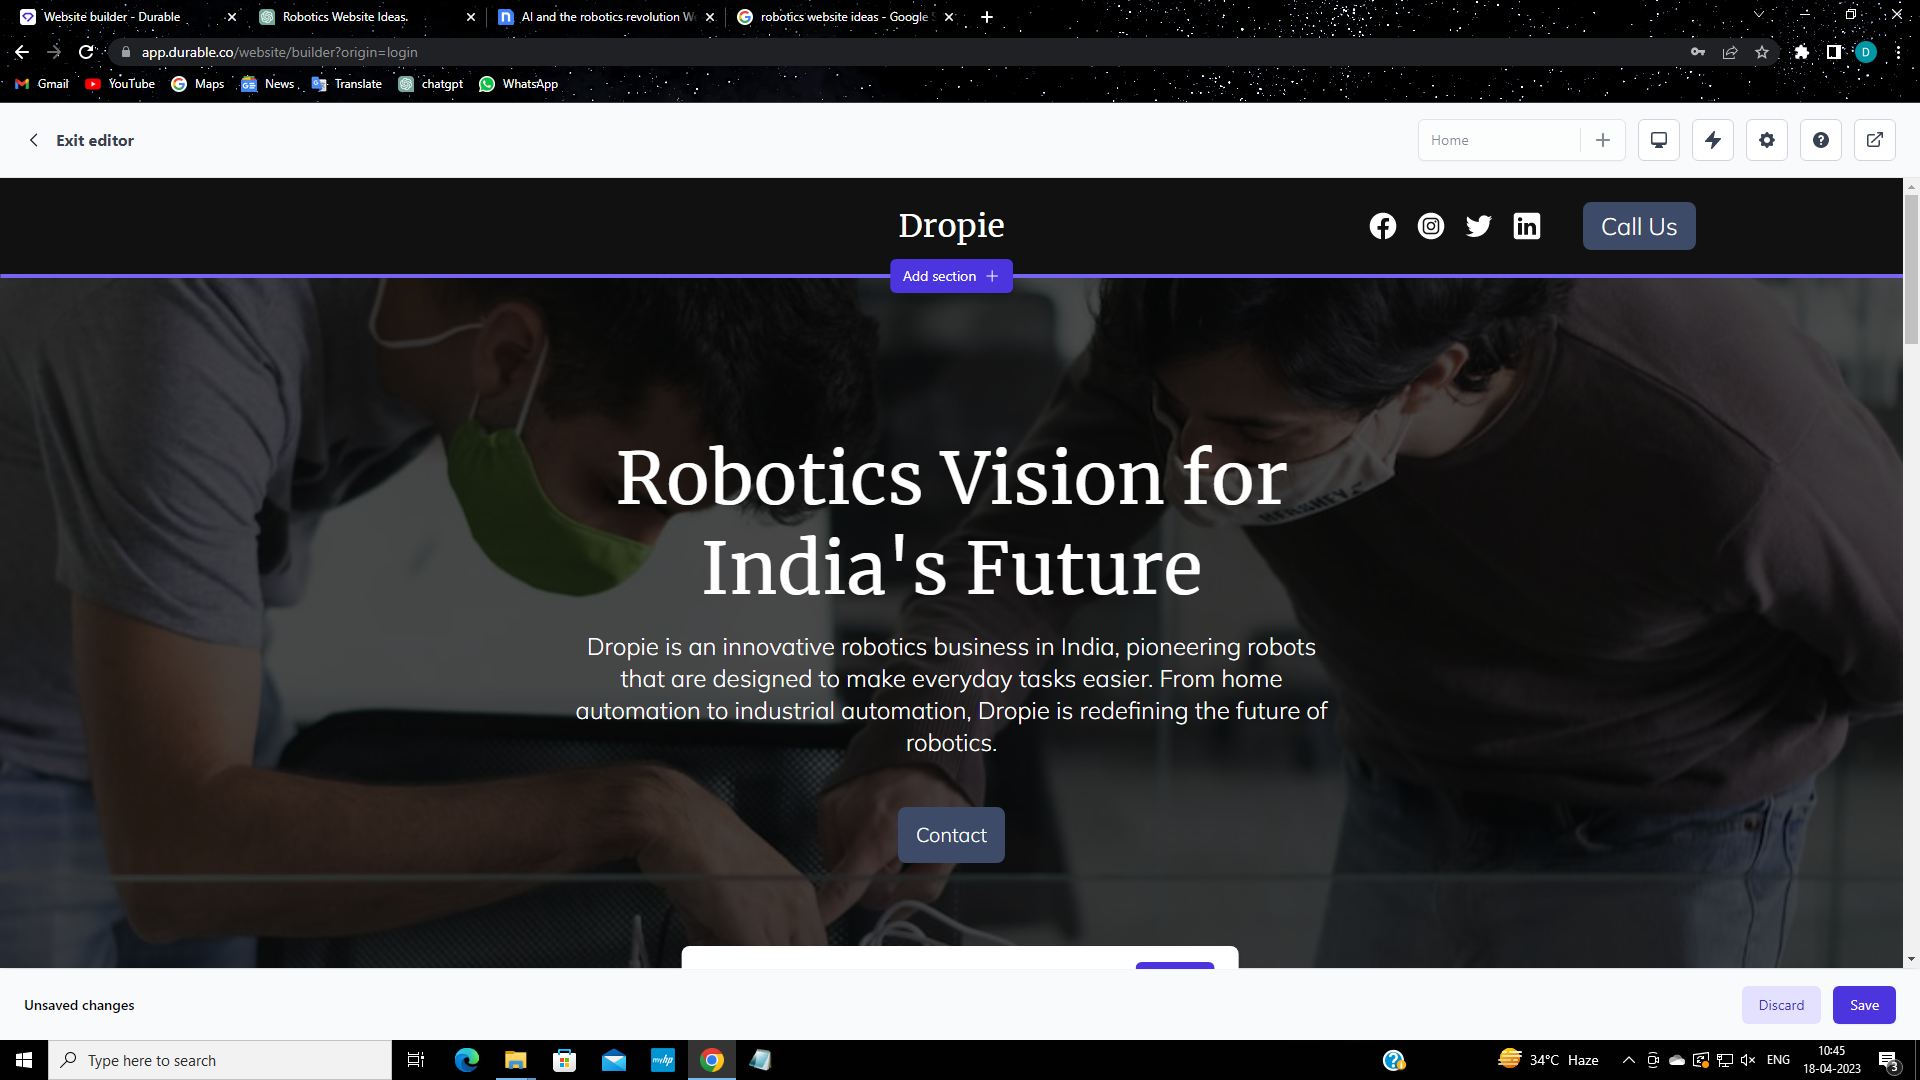 Website builder - Durable
Robotics Website Ideas.
AI and the robotics revolution W
robotics website ideas - Google S
app.durable.co/website/builder?origin=login
D
Gmail
YouTube
Maps
News
Translate
chatgpt
WhatsApp
Exit editor
Home
Dropie
Call Us
Add section
Robotics Vision for
India's Future
Dropie is an innovative robotics business in India, pioneering robots
that are designed to make everyday tasks easier. From home
automation to industrial automation, Dropie is redefining the future of
robotics.
Contact
Unsaved changes
Discard
Save
Type here to search
myhp
34°C Haze
ENG
10:45
18-04-2023
3